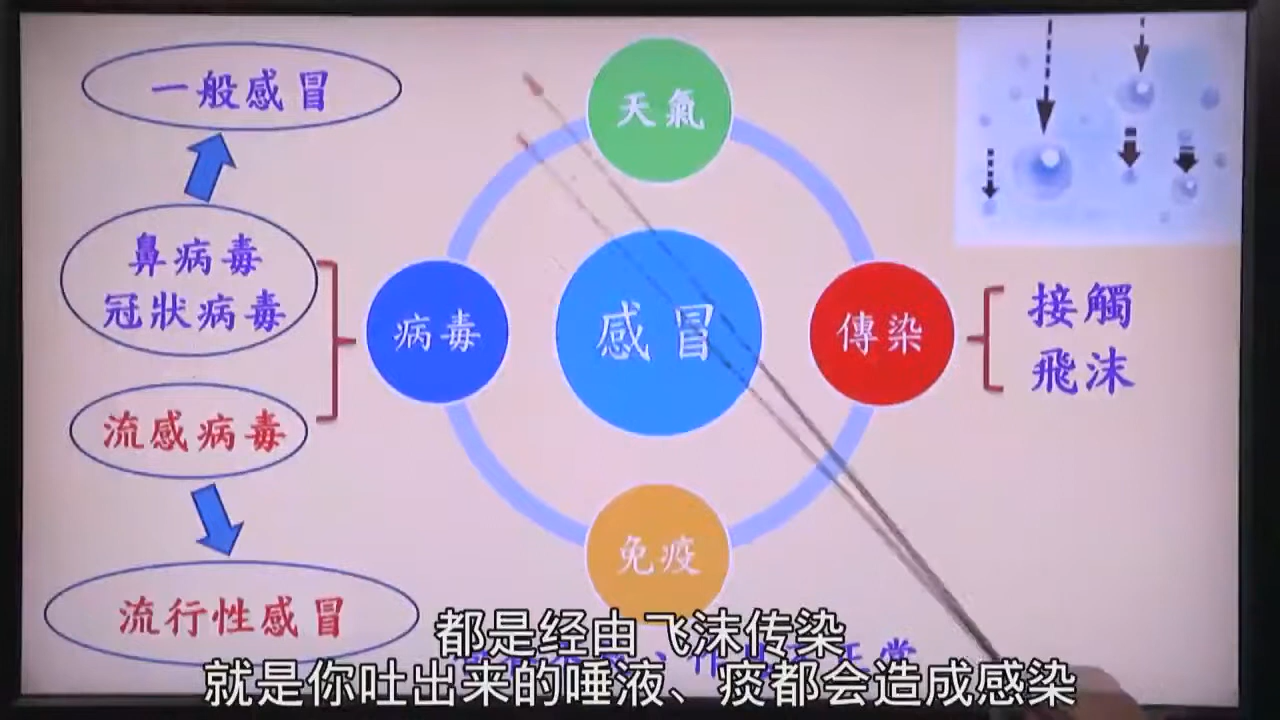 一般感冒
鼻病毒
冠狀病毒
流感病毒
流行性感冒
病毒
天氣
感冒
免疫
傳染
接觸
飛沫
都是经由飞沫传染
就是你吐出来的唾液、痰都会造成感染